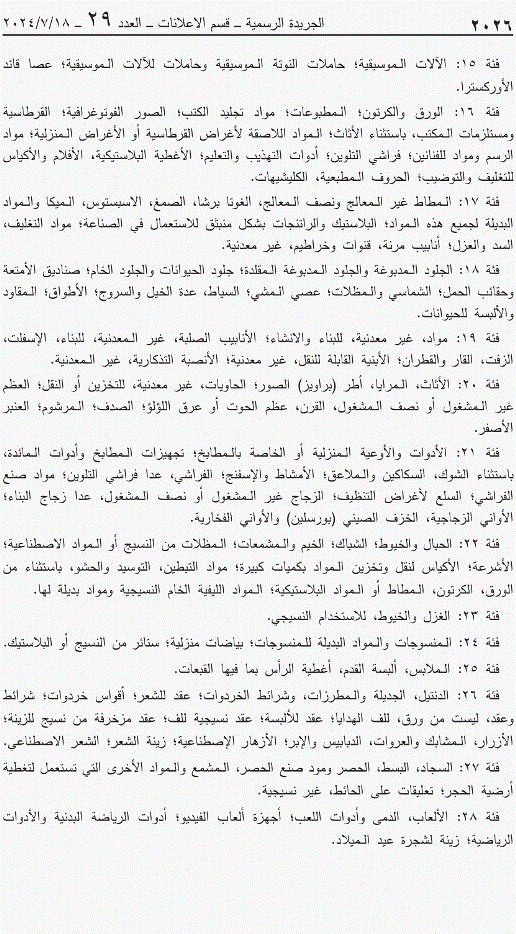 ٢٠٢٦ الجريدة الرسمية ــ قسم الاعلانات ــ العدد ٢٩ ــ ٢٠٢٤/٧/١٨
فئة ١٥: الآلات الموسيقية؛ حاملات النوتة الموسيقية وحاملات للآلات الموسيقية؛ عصا قائد
الأوركسترا.
فئة ١٦: الورق والكرتون؛ المطبوعات؛ مواد تجليد الكتب؛ الصور الفوتوغرافية؛ القرطاسية
ومستلزمات المكتب، باستثناء الأثاث؛ المواد اللاصقة لأغراض القرطاسية أو الأغراض المنزلية؛ مواد
الرسم ومواد للفنانين؛ فراشي التلوين؛ أدوات التهذيب والتعليم؛ الأغطية البلاستيكية، الأفلام والأكياس
للتغليف والتوضيب؛ الحروف المطبعية، الكليشيهات.
فئة ١٧: المطاط غير المعالج ونصف المعالج، الغوتا برشا، الصمغ، الاسبستوس، الميكا والمواد
البديلة لجميع هذه المواد؛ البلاستيك والراتنجات بشكل منبثق للاستعمال في الصناعة؛ مواد التغليف،
السد والعزل؛ أنابيب مرنة، قنوات وخراطيم، غير معدنية.
فئة ١٨: الجلود المدبوغة والجلود المدبوغة المقلدة؛ جلود الحيوانات والجلود الخام؛ صناديق الأمتعة
وحقائب الحمل؛ الشماسي والمظلات؛ عصي المشي؛ السياط، عدة الخيل والسروج؛ الأطواق؛ المقاود
والألبسة للحيوانات.
فئة ١٩: مواد، غير معدنية، للبناء والانشاء؛ الأنابيب الصلبة، غير المعدنية، للبناء، الإسفلت،
الزفت، القار والقطران؛ الأبنية القابلة للنقل، غير معدنية؛ الأنصبة التذكارية، غير المعدنية.
فئة ٢٠: الأثاث، المرايا، أطر (براويز) الصور؛ الحاويات، غير معدنية، للتخزين أو النقل؛ العظم
غير المشغول أو نصف المشغول، القرن، عظم الحوت أو عرق اللؤلؤ؛ الصدف؛ المرشوم؛ العنبر
الأصفر.
فئة ٢١: الأدوات والأوعية المنزلية أو الخاصة بالمطابخ؛ تجهيزات المطابخ وأدوات المائدة،
باستثناء الشوك، السكاكين والملاعق؛ الأمشاط والإسفنج؛ الفراشي، عدا فراشي التلوين؛ مواد صنع
الفراشي؛ السلع لأغراض التنظيف؛ الزجاج غير المشغول أو نصف المشغول، عدا زجاج البناء؛
الأواني الزجاجية، الخزف الصيني (بورسلين) والأواني الفخارية.
فئة ٢٢: الحبال والخيوط؛ الشباك؛ الخيم والمشمعات؛ المظلات من النسيج أو المواد الاصطناعية؛
الأشرعة؛ الأكياس لنقل وتخزين المواد بكميات كبيرة؛ مواد التبطين، التوسيد والحشو، باستثناء من
الورق، الكرتون، المطاط أو المواد البلاستيكية؛ المواد الليفية الخام النسيجية ومواد بديلة لها.
فئة ٢٣: الغزل والخيوط، للاستخدام النسيجي.
فئة ٢٤: المنسوجات والمواد البديلة للمنسوجات؛ بياضات منزلية؛ ستائر من النسيج أو البلاستيك.
فئة ٢٥: الملابس، ألبسة القدم، أغطية الرأس بما فيها القبعات.
فئة ٢٦: الدنتيل، الجديلة والمطرزات، وشرائط الخردوات؛ عقد للشعر؛ أقواس خردوات؛ شرائط
وعقد، ليست من ورق، للف الهدايا؛ عقد للألبسة؛ عقد نسيجية للف؛ عقد مزخرفة من نسيج للزينة؛
الأزرار، المشابك والعروات، الدبابيس والإبر؛ الأزهار الإصطناعية؛ زينة الشعر؛ الشعر الاصطناعي.
فئة ٢٧: السجاد، البسط، الحصر ومود صنع الحصر، المشمع والمواد الأخرى التي تستعمل لتغطية
أرضية الحجر؛ تعليقات على الحائط، غير نسيجية.
فئة ٢٨: الألعاب، الدمى وأدوات اللعب؛ أجهزة ألعاب الفيديو؛ أدوات الرياضة البدنية والأدوات
الرياضية؛ زينة لشجرة عيد الميلاد.